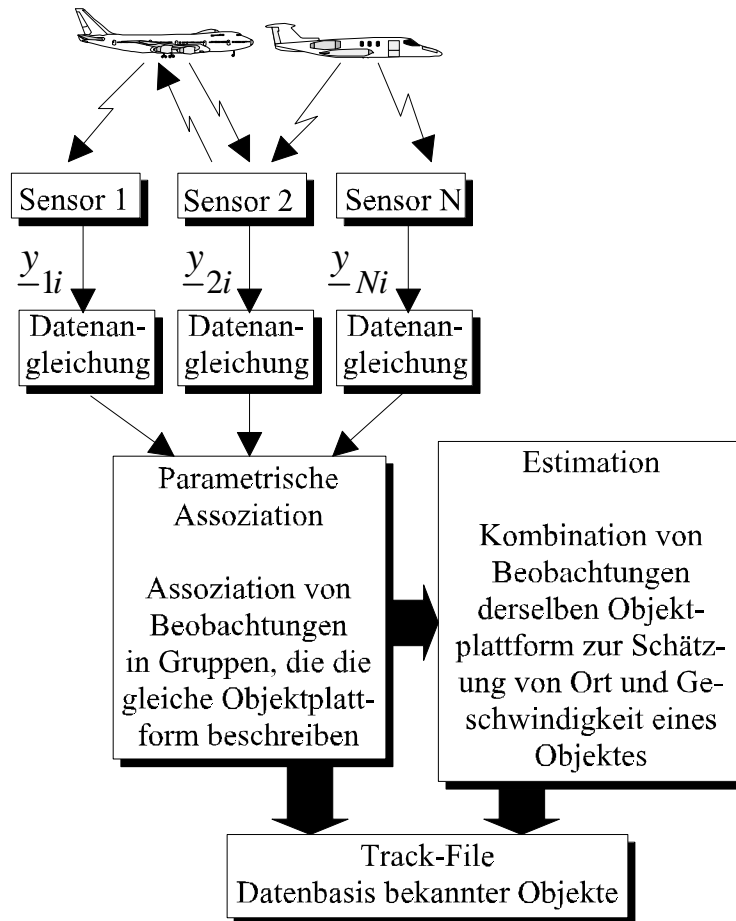 Sensor 1
Sensor 2
Sensor N
y1i
y2i
yNi
Datenan-
gleichung
Datenan-
gleichung
Datenan-
gleichung
Parametrische
Assoziation
Assoziation von
Beobachtungen
in Gruppen, die die
gleiche Objektplatt-
form beschreiben
Estimation
Kombination von
Beobachtungen
derselben Objekt-
plattform zur Schätz-
ung von Ort und Ge-
schwindigkeit eines
Objektes
Track-File
Datenbasis bekannter Objekte